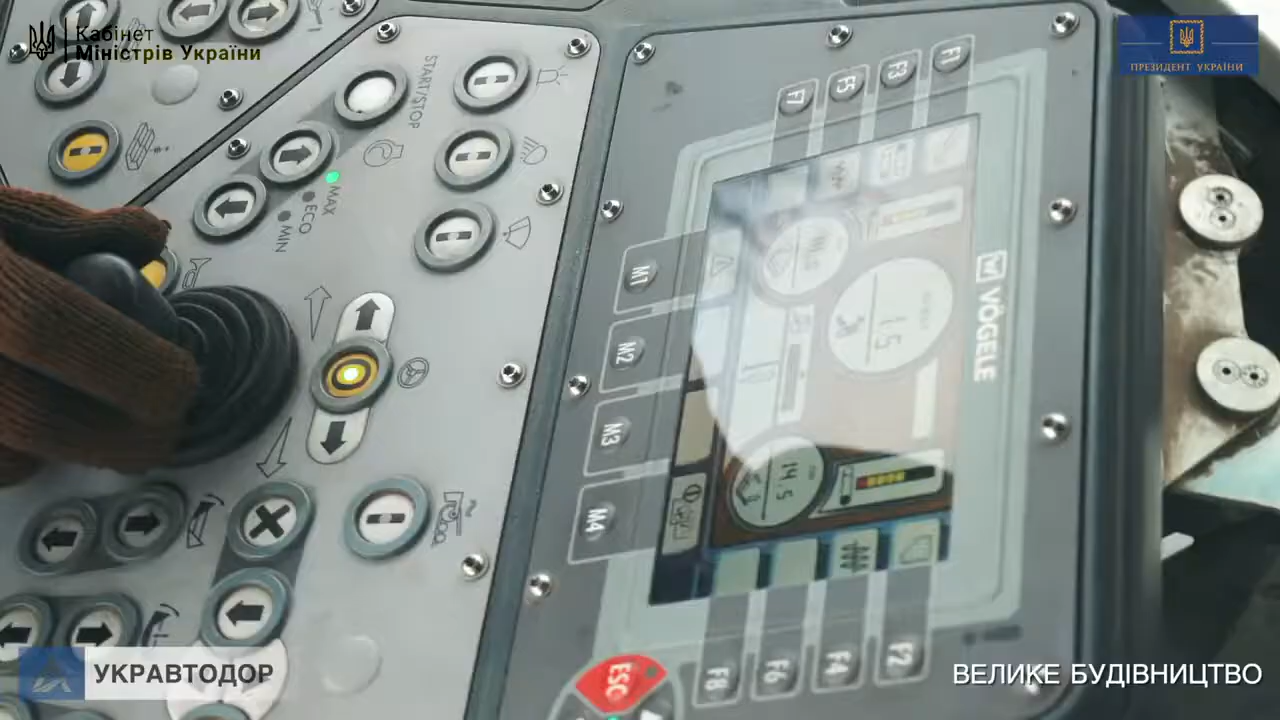 Кабінет
Міністрів України
ПРЕЗИДЕНТ УКРАЇНИ
START/STOP
MAX
ECO
MIN
F7
F5
F3
F1
M1
M2
M3
M4
VÖGELE
1.5
14.5
ESC
F8
F6
F4
F2
УКРАВТОДОР
ВЕЛИКЕ БУДІВНИЦТВО